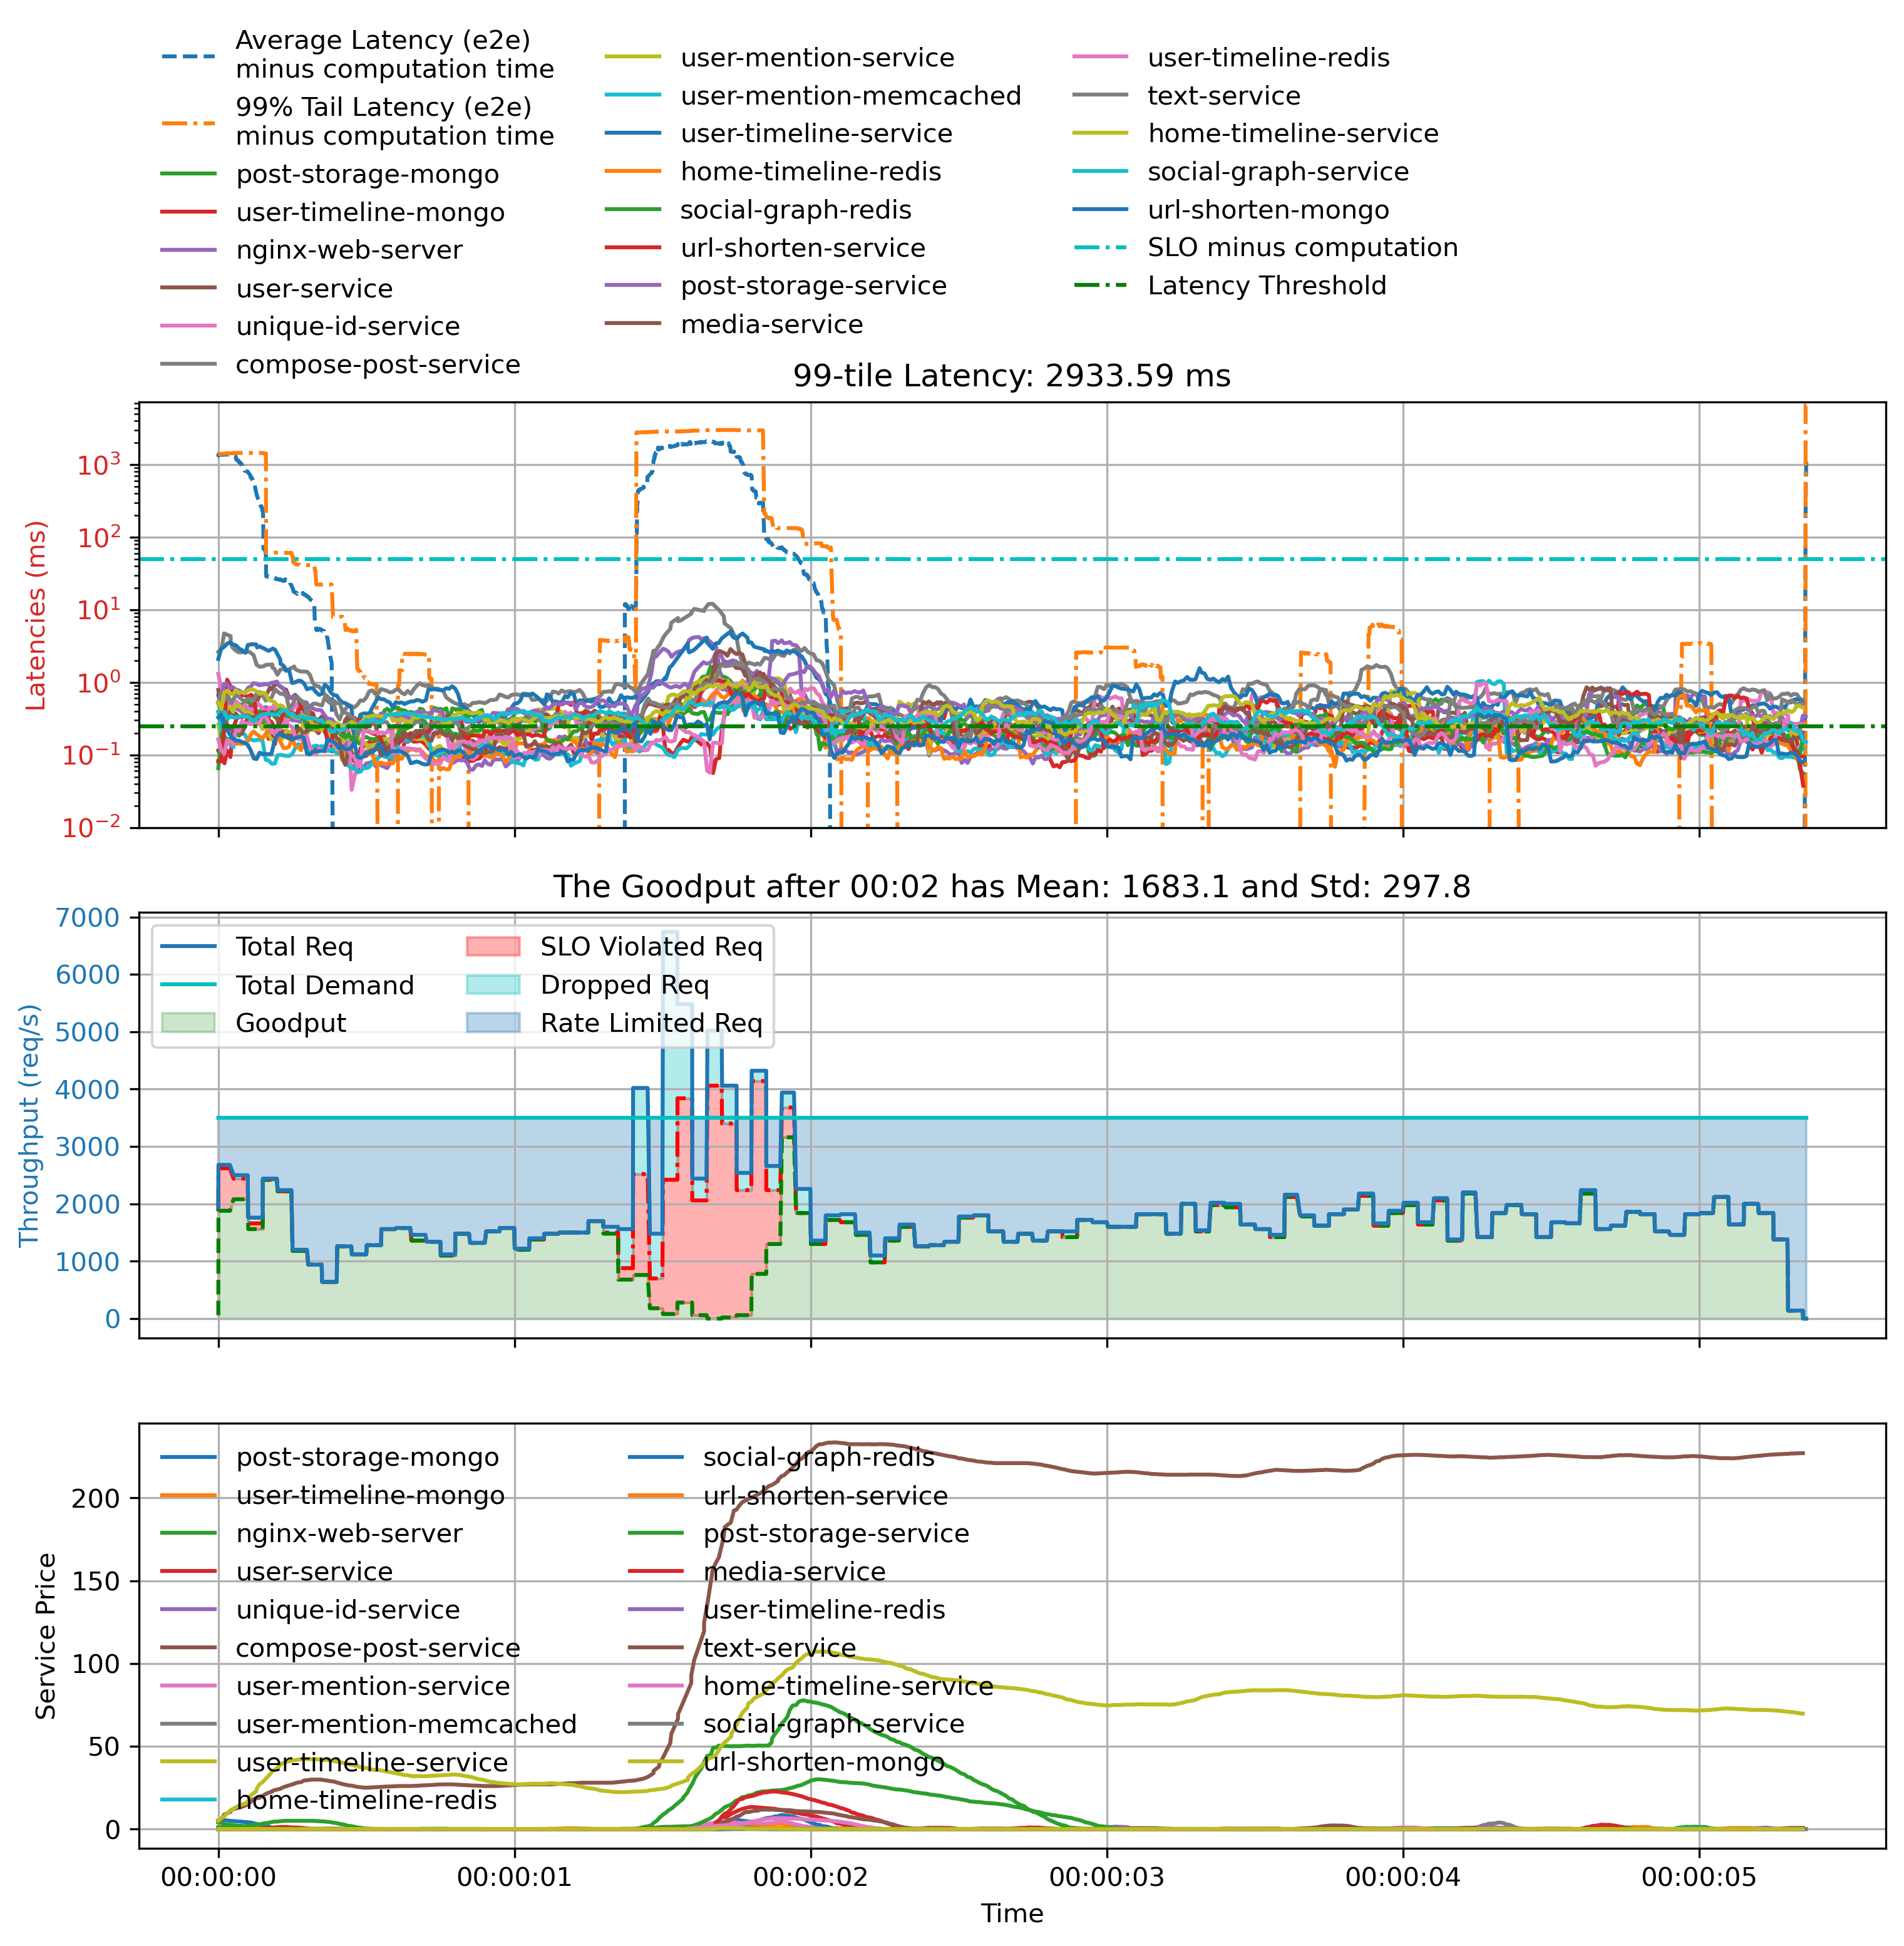 Average Latency (e2e)
minus computation time
99% Tail Latency (e2e)
minus computation time
post-storage-mongo
user-timeline-mongo
nginx-web-server
user-service
unique-id-service
compose-post-service
user-mention-service
user-mention-memcached
user-timeline-service
home-timeline-redis
social-graph-redis
url-shorten-service
post-storage-service
media-service
user-timeline-redis
text-service
home-timeline-service
social-graph-service
url-shorten-mongo
SLO minus computation
Latency Threshold
99-tile Latency: 2933.59 ms
Latencies (ms)
10³
10²
10¹
10⁰
10⁻¹
10⁻²
The Goodput after 00:02 has Mean: 1683.1 and Std: 297.8
Throughput (req/s)
7000
6000
5000
4000
3000
2000
1000
0
Total Req
Total Demand
Goodput
SLO Violated Req
Dropped Req
Rate Limited Req
Service Price
200
150
100
50
0
post-storage-mongo
user-timeline-mongo
nginx-web-server
user-service
unique-id-service
compose-post-service
user-mention-service
user-mention-memcached
user-timeline-service
home-timeline-redis
social-graph-redis
url-shorten-service
post-storage-service
media-service
user-timeline-redis
text-service
home-timeline-service
social-graph-service
url-shorten-mongo
00:00:00 00:00:01 00:00:02 00:00:03 00:00:04 00:00:05
Time